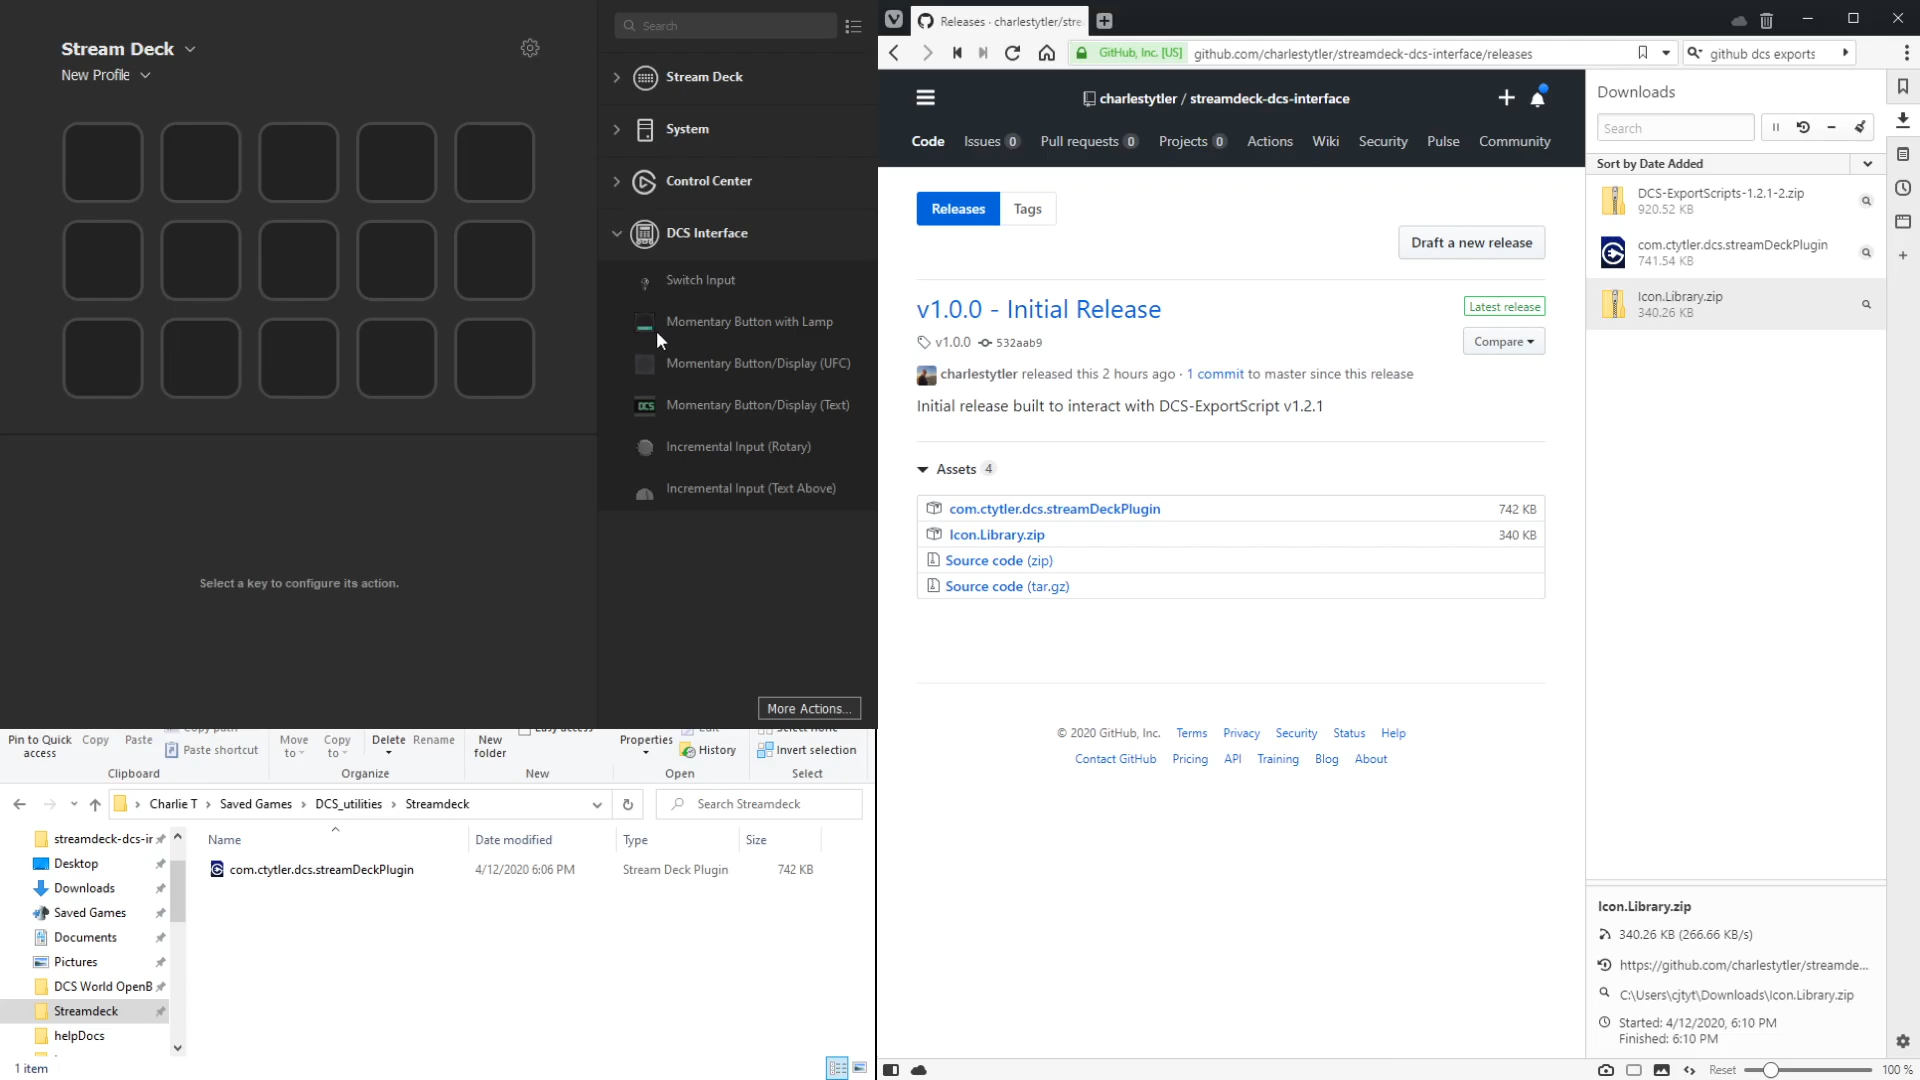 Stream Deck
New Profile
Search
Stream Deck
System
Control Center
DCS Interface
Switch Input
Momentary Button with Lamp
Momentary Button/Display (UFC)
DCS
Momentary Button/Display (Text)
Incremental Input (Rotary)
Incremental Input (Text Above)
Select a key to configure its action.
More Actions...
Pin to Quick access
Copy
Paste
Paste shortcut
Move to
Copy to
Delete
Rename
New folder
Properties
History
Select none
Invert selection
Clipboard
Organize
New
Open
Select
Charlie T
Saved Games
DCS_utilities
Streamdeck
Search Streamdeck
Name
Date modified
Type
Size
com.ctytler.dcs.streamDeckPlugin
4/12/2020 6:06 PM
Stream Deck Plugin
742 KB
streamdeck-dcs-ir
Desktop
Downloads
Saved Games
Documents
Pictures
DCS World OpenB
Streamdeck
helpDocs
1 item
Releases · charlestytler/stre
GitHub, Inc. [US]
github.com/charlestytler/streamdeck-dcs-interface/releases
github dcs exports
charlestytler / streamdeck-dcs-interface
Code
Issues 0
Pull requests 0
Projects 0
Actions
Wiki
Security
Pulse
Community
Releases
Tags
Draft a new release
v1.0.0 - Initial Release
Latest release
v1.0.0
532aab9
Compare
charlestytler released this 2 hours ago · 1 commit to master since this release
Initial release built to interact with DCS-ExportScript v1.2.1
Assets 4
com.ctytler.dcs.streamDeckPlugin 742 KB
Icon.Library.zip 340 KB
Source code (zip)
Source code (tar.gz)
© 2020 GitHub, Inc. Terms Privacy Security Status Help
Contact GitHub Pricing API Training Blog About
Downloads
Search
Sort by Date Added
DCS-ExportScripts-1.2.1-2.zip
920.52 KB
com.ctytler.dcs.streamDeckPlugin
741.54 KB
Icon.Library.zip
340.26 KB
Icon.Library.zip
340.26 KB (266.66 KB/s)
https://github.com/charlestytler/streamde...
C:\Users\cjtyt\Downloads\Icon.Library.zip
Started: 4/12/2020, 6:10 PM
Finished: 6:10 PM
Reset
100 %